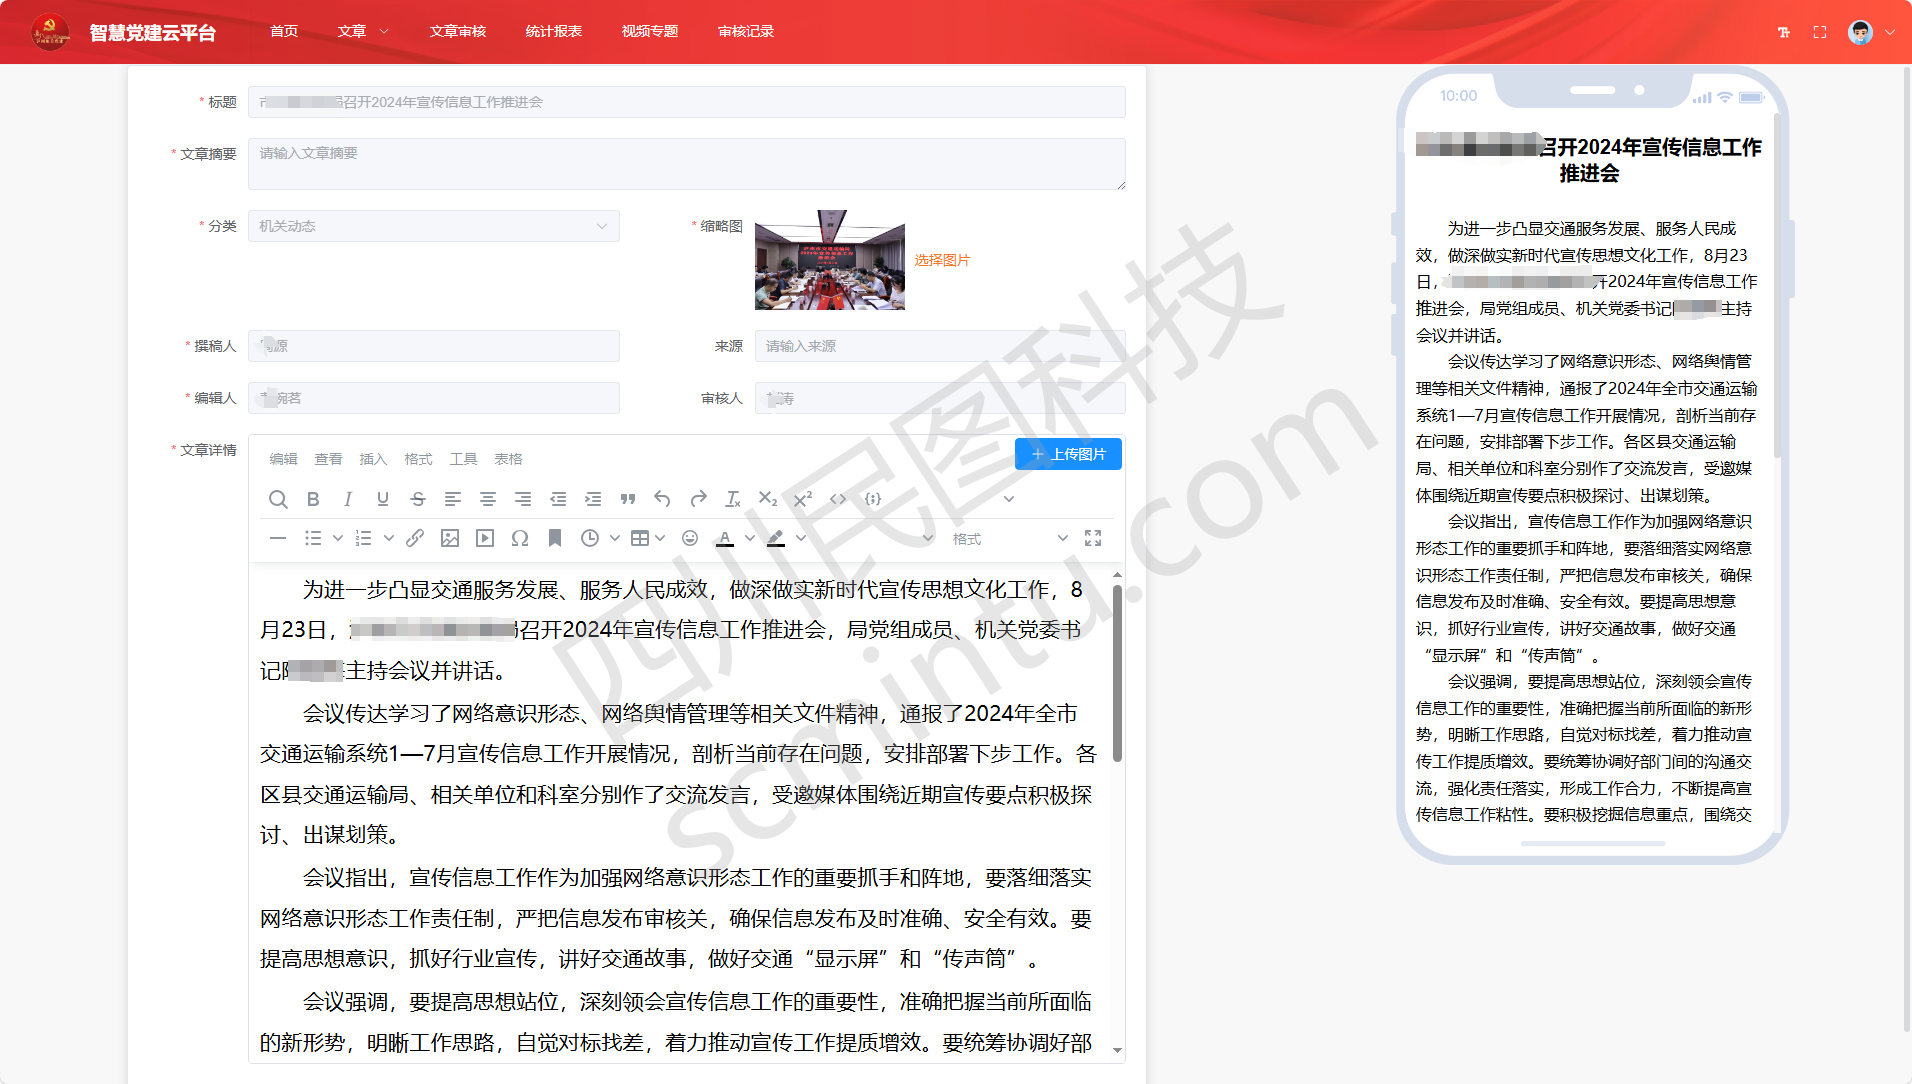 智慧党建云平台
首页
文章
文章审核
统计报表
视频专题
审核记录
* 标题
召开2024年宣传信息工作推进会
* 文章摘要
请输入文章摘要
* 分类
机关动态
* 缩略图
选择图片
* 撰稿人
源
来源
请输入来源
* 编辑人
婉茗
审核人
涛
* 文章详情
编辑 查看 插入 格式 工具 表格
上传图片
格式
为进一步凸显交通服务发展、服务人民成效，做深做实新时代宣传思想文化工作，8
月23日，局召开2024年宣传信息工作推进会，局党组成员、机关党委书
记主持会议并讲话。
会议传达学习了网络意识形态、网络舆情管理等相关文件精神，通报了2024年全市
交通运输系统1—7月宣传信息工作开展情况，剖析当前存在问题，安排部署下步工作。各
区县交通运输局、相关单位和科室分别作了交流发言，受邀媒体围绕近期宣传要点积极探
讨、出谋划策。
会议指出，宣传信息工作作为加强网络意识形态工作的重要抓手和阵地，要落细落实
网络意识形态工作责任制，严把信息发布审核关，确保信息发布及时准确、安全有效。要
提高思想意识，抓好行业宣传，讲好交通故事，做好交通“显示屏”和“传声筒”。
会议强调，要提高思想站位，深刻领会宣传信息工作的重要性，准确把握当前所面临
的新形势，明晰工作思路，自觉对标找差，着力推动宣传工作提质增效。要统筹协调好部
10:00
召开2024年宣传信息工作
推进会
为进一步凸显交通服务发展、服务人民成
效，做深做实新时代宣传思想文化工作，8月23
日，开2024年宣传信息工作
推进会，局党组成员、机关党委书记主持
会议并讲话。
会议传达学习了网络意识形态、网络舆情管
理等相关文件精神，通报了2024年全市交通运输
系统1—7月宣传信息工作开展情况，剖析当前存
在问题，安排部署下步工作。各区县交通运输
局、相关单位和科室分别作了交流发言，受邀媒
体围绕近期宣传要点积极探讨、出谋划策。
会议指出，宣传信息工作作为加强网络意识
形态工作的重要抓手和阵地，要落细落实网络意
识形态工作责任制，严把信息发布审核关，确保
信息发布及时准确、安全有效。要提高思想意
识，抓好行业宣传，讲好交通故事，做好交通
“显示屏”和“传声筒”。
会议强调，要提高思想站位，深刻领会宣传
信息工作的重要性，准确把握当前所面临的新形
势，明晰工作思路，自觉对标找差，着力推动宣
传工作提质增效。要统筹协调好部门间的沟通交
流，强化责任落实，形成工作合力，不断提高宣
传信息工作粘性。要积极挖掘信息重点，围绕交
四川民图科技
scmintu.com